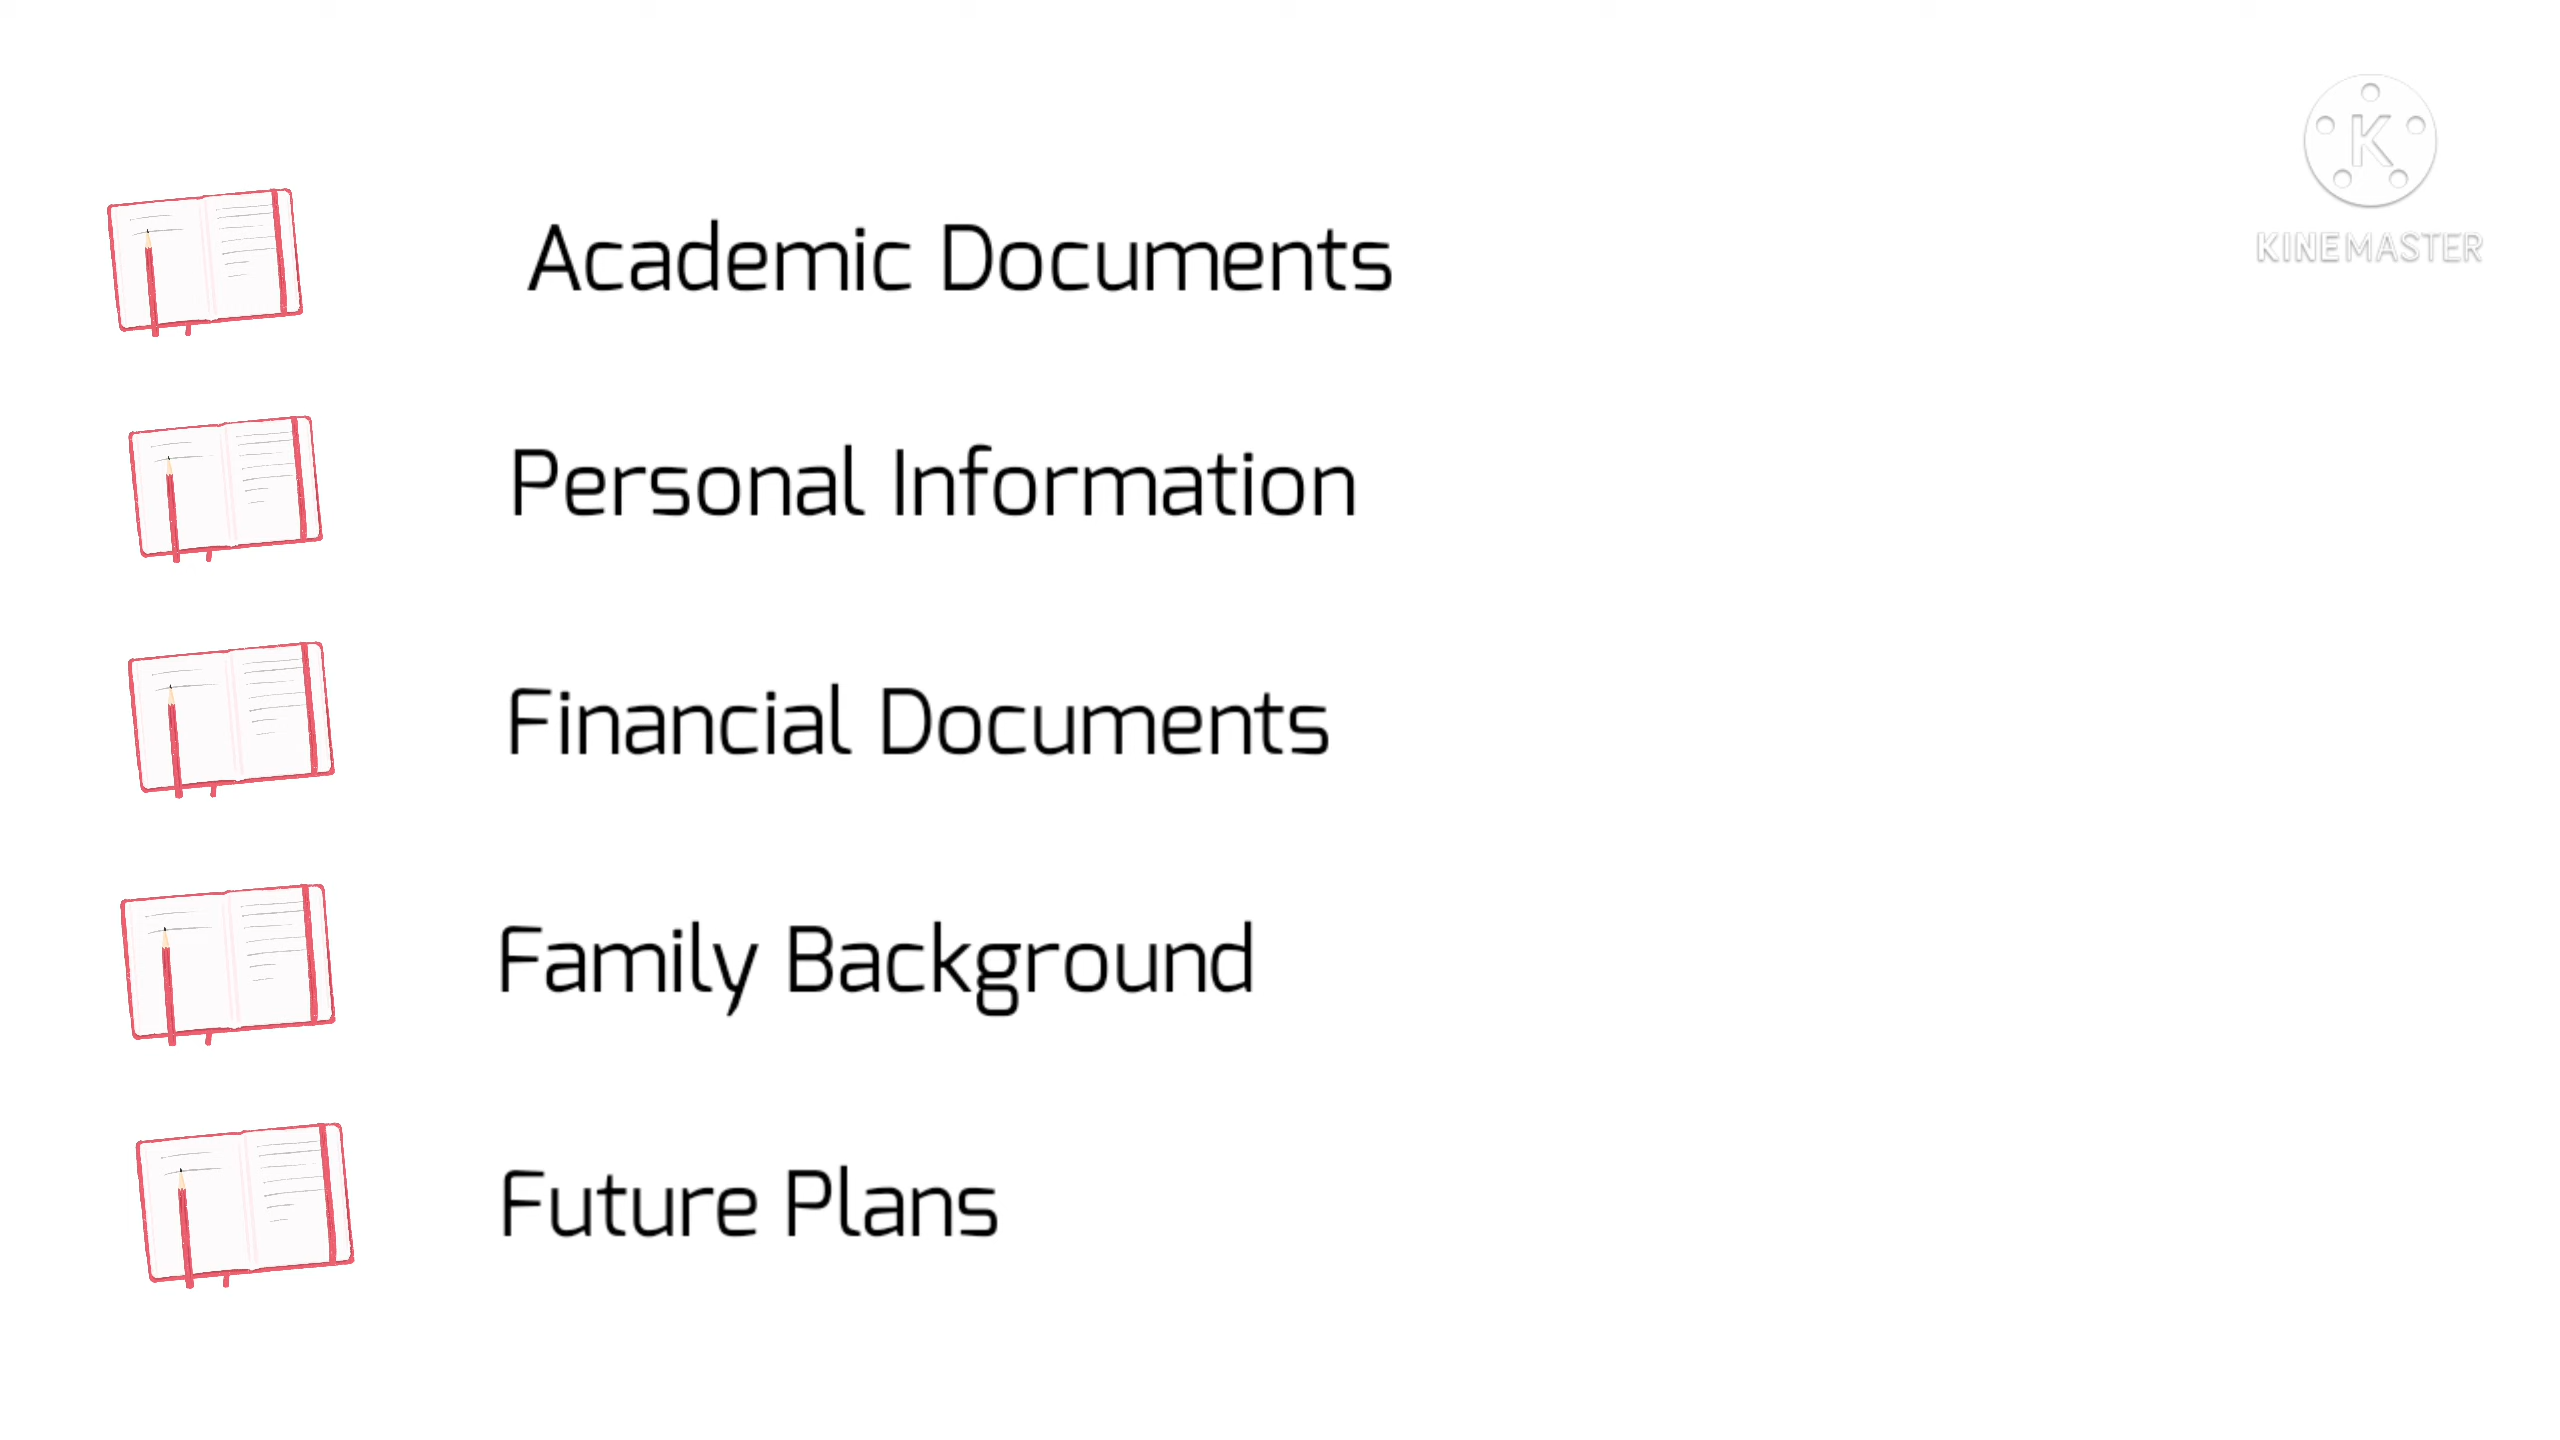 Academic Documents
Personal Information
Financial Documents
Family Background
Future Plans
K
KINEMASTER